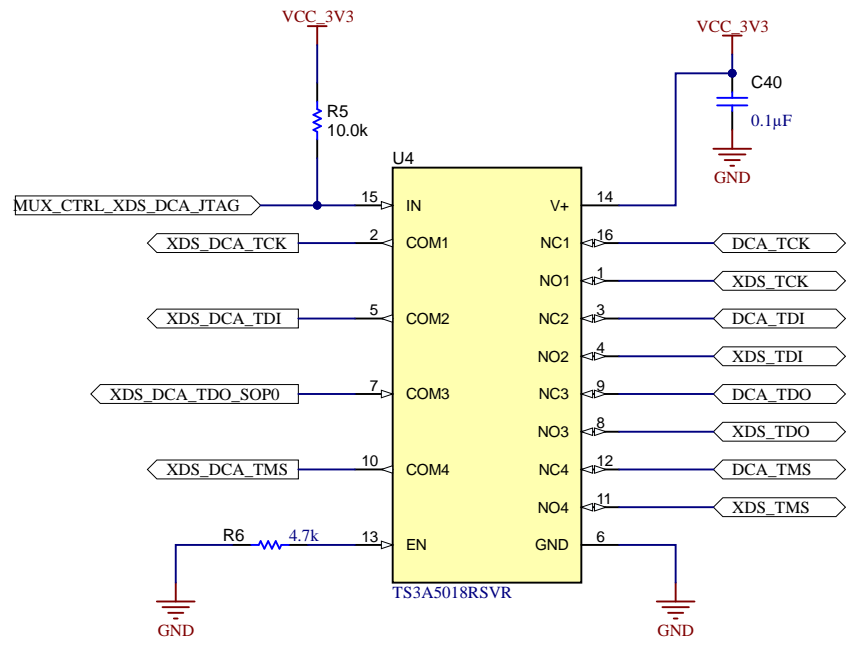 VCC_3V3
VCC_3V3
C40
0.1µF
GND
R5
10.0k
U4
MUX_CTRL_XDS_DCA_JTAG 15 IN V+ 14
XDS_DCA_TCK 2 COM1 NC1 16 DCA_TCK
NO1 1 XDS_TCK
XDS_DCA_TDI 5 COM2 NC2 3 DCA_TDI
NO2 4 XDS_TDI
XDS_DCA_TDO_SOP0 7 COM3 NC3 9 DCA_TDO
NO3 8 XDS_TDO
XDS_DCA_TMS 10 COM4 NC4 12 DCA_TMS
NO4 11 XDS_TMS
R6 4.7k 13 EN GND 6
TS3A5018RSVR
GND
GND